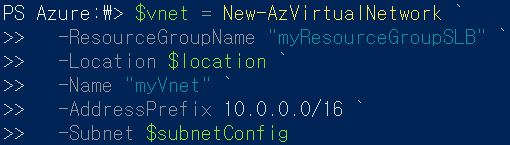 PS Azure:\> $vnet = New-AzVirtualNetwork `
>>   -ResourceGroupName "myResourceGroupSLB" `
>>   -Location $location `
>>   -Name "myVnet" `
>>   -AddressPrefix 10.0.0.0/16 `
>>   -Subnet $subnetConfig